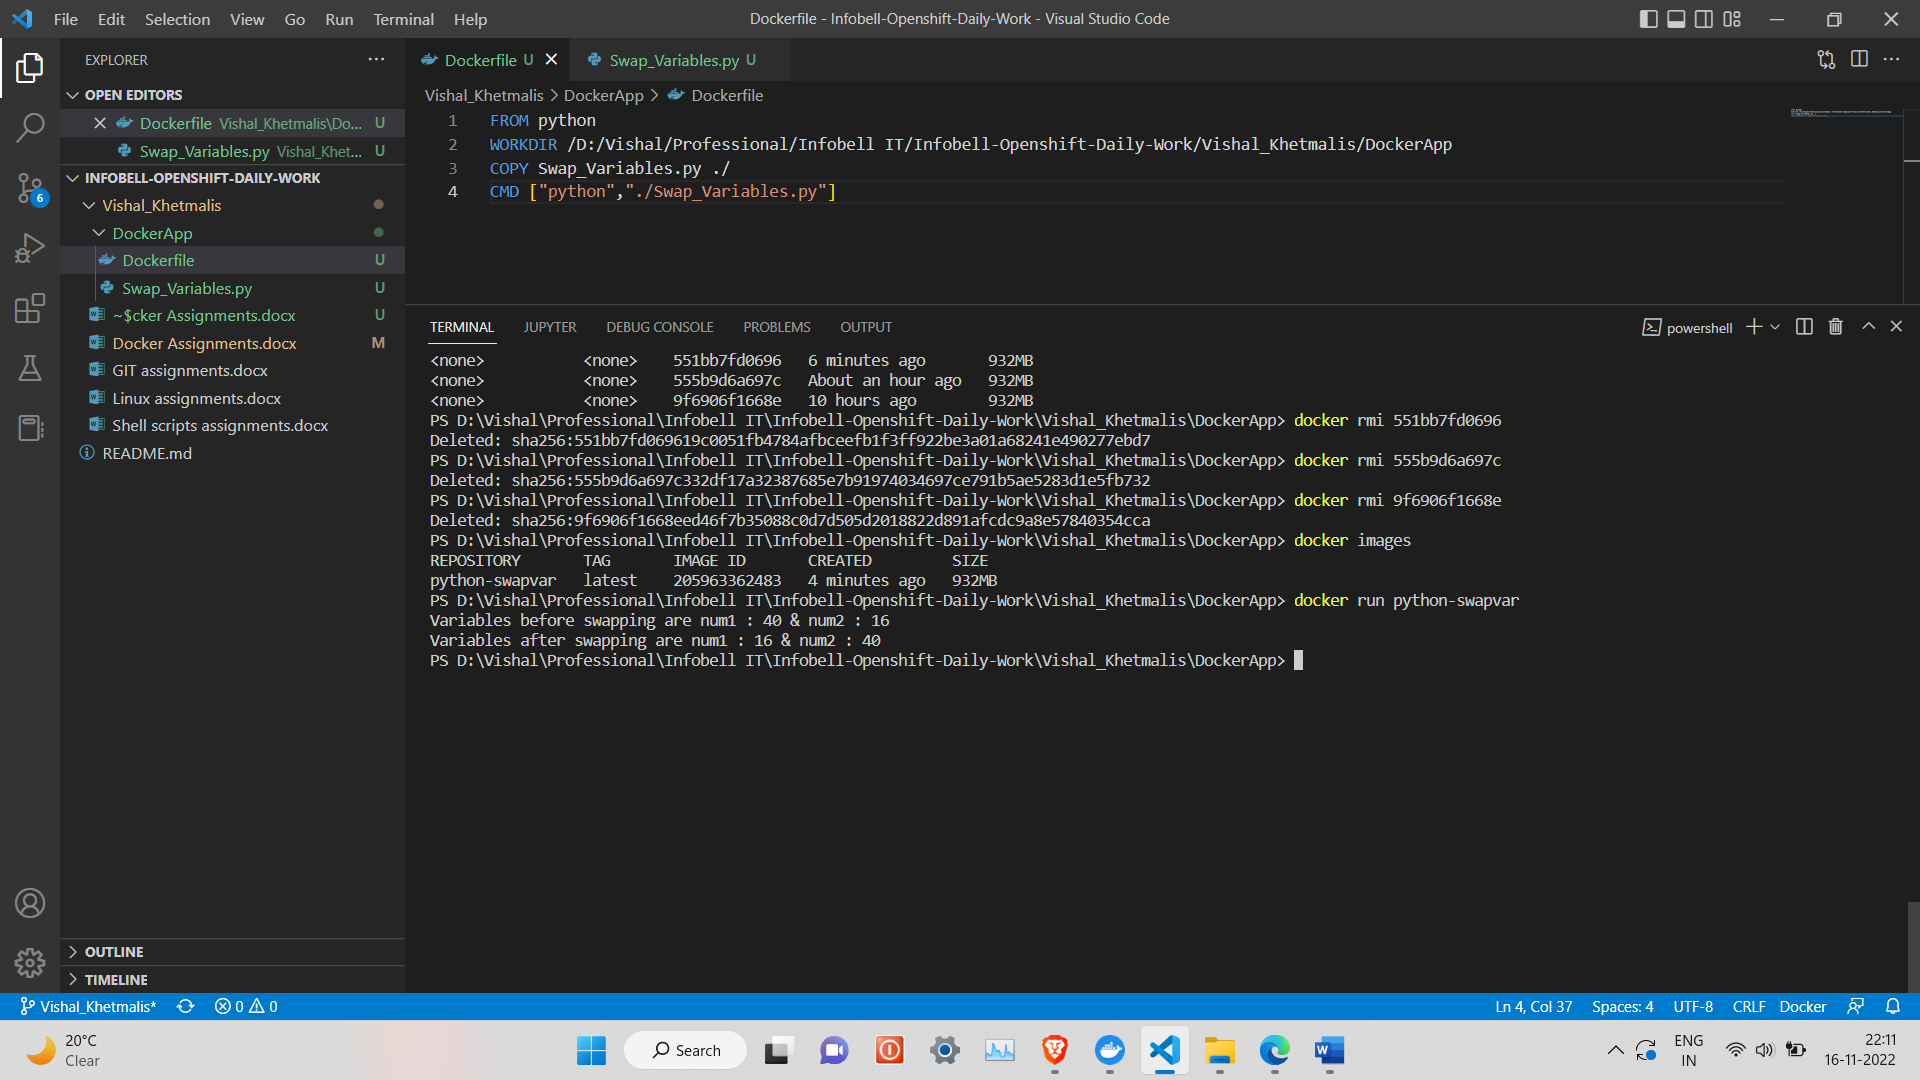 File Edit Selection View Go Run Terminal Help
Dockerfile - Infobell-Openshift-Daily-Work - Visual Studio Code
EXPLORER
OPEN EDITORS
Dockerfile Vishal_Khetmalis\Do... U
Swap_Variables.py Vishal_Khet... U
INFOBELL-OPENSHIFT-DAILY-WORK
Vishal_Khetmalis
DockerApp
Dockerfile U
Swap_Variables.py U
~$cker Assignments.docx U
Docker Assignments.docx M
GIT assignments.docx
Linux assignments.docx
Shell scripts assignments.docx
README.md
OUTLINE
TIMELINE
6
Dockerfile U
Swap_Variables.py U
Vishal_Khetmalis > DockerApp > Dockerfile
1 FROM python
2 WORKDIR /D:/Vishal/Professional/Infobell IT/Infobell-Openshift-Daily-Work/Vishal_Khetmalis/DockerApp
3 COPY Swap_Variables.py ./
4 CMD ["python","./Swap_Variables.py"]
TERMINAL JUPYTER DEBUG CONSOLE PROBLEMS OUTPUT
powershell
<none> <none> 551bb7fd0696 6 minutes ago 932MB
<none> <none> 555b9d6a697c About an hour ago 932MB
<none> <none> 9f6906f1668e 10 hours ago 932MB
PS D:\Vishal\Professional\Infobell IT\Infobell-Openshift-Daily-Work\Vishal_Khetmalis\DockerApp> docker rmi 551bb7fd0696
Deleted: sha256:551bb7fd069619c0051fb4784afbceefb1f3ff922be3a01a68241e490277ebd7
PS D:\Vishal\Professional\Infobell IT\Infobell-Openshift-Daily-Work\Vishal_Khetmalis\DockerApp> docker rmi 555b9d6a697c
Deleted: sha256:555b9d6a697c332df17a32387685e7b91974034697ce791b5ae5283d1e5fb732
PS D:\Vishal\Professional\Infobell IT\Infobell-Openshift-Daily-Work\Vishal_Khetmalis\DockerApp> docker rmi 9f6906f1668e
Deleted: sha256:9f6906f1668eed46f7b35088c0d7d505d2018822d891afcdc9a8e57840354cca
PS D:\Vishal\Professional\Infobell IT\Infobell-Openshift-Daily-Work\Vishal_Khetmalis\DockerApp> docker images
REPOSITORY TAG IMAGE ID CREATED SIZE
python-swapvar latest 205963362483 4 minutes ago 932MB
PS D:\Vishal\Professional\Infobell IT\Infobell-Openshift-Daily-Work\Vishal_Khetmalis\DockerApp> docker run python-swapvar
Variables before swapping are num1 : 40 & num2 : 16
Variables after swapping are num1 : 16 & num2 : 40
PS D:\Vishal\Professional\Infobell IT\Infobell-Openshift-Daily-Work\Vishal_Khetmalis\DockerApp>
Vishal_Khetmalis* 0 0
Ln 4, Col 37 Spaces: 4 UTF-8 CRLF Docker
20°C
Clear
Search
ENG
IN
22:11
16-11-2022